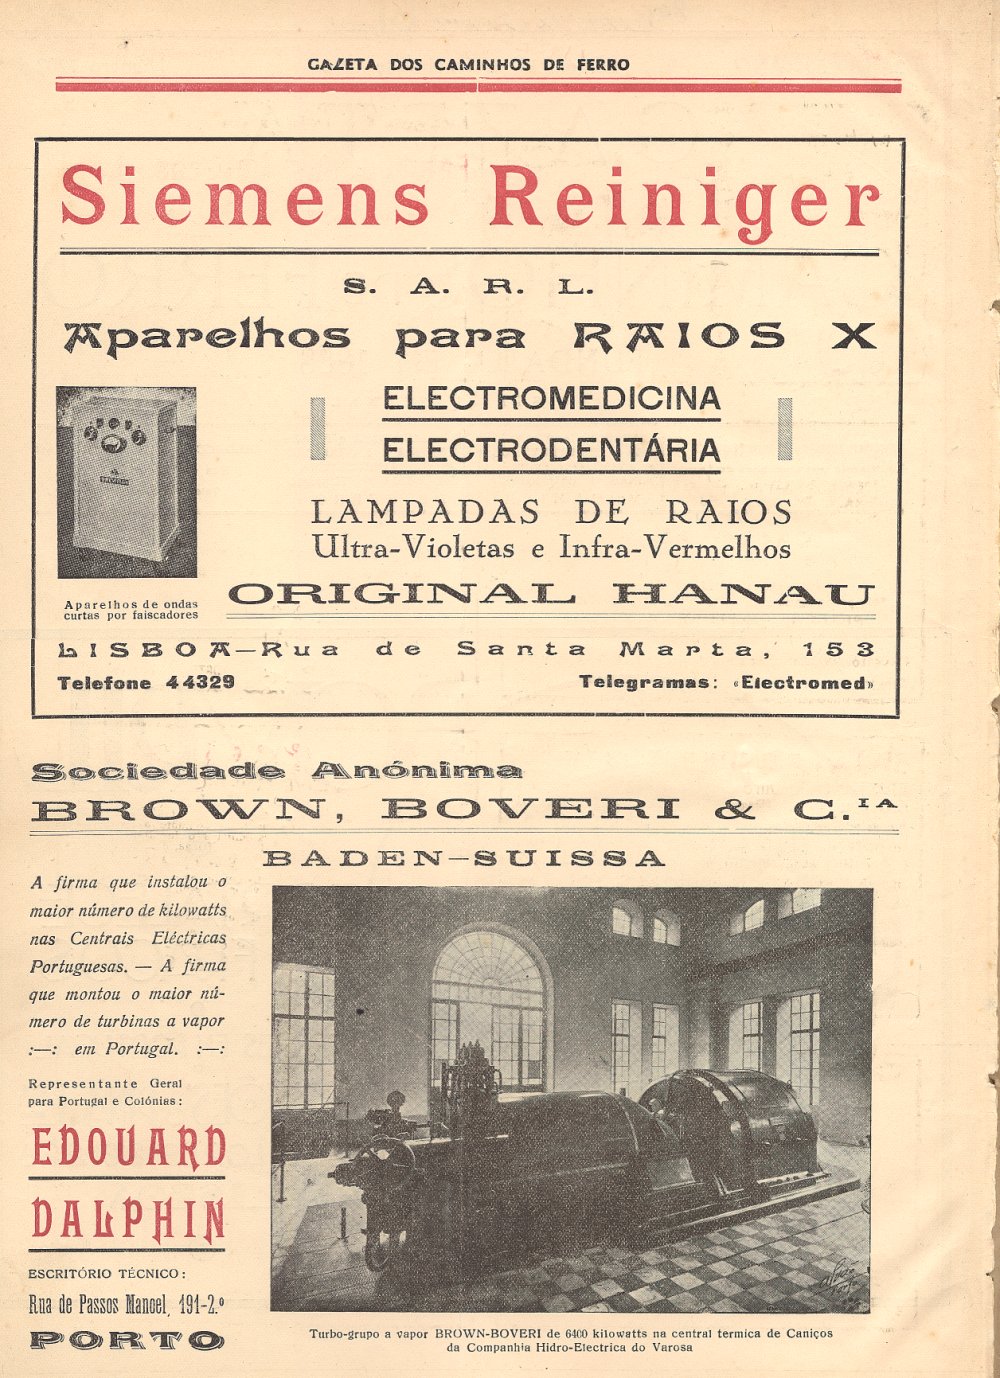 GAZETA DOS CAMINHOS DE FERRO
Siemens Reiniger
S. A. R. L.
Aparelhos para RAIOS X
ELECTROMEDICINA
ELECTRODENTÁRIA
LAMPADAS DE RAIOS
Ultra-Violetas e Infra-Vermelhos
ORIGINAL HANAU
Aparelhos de ondas
curtas por faiscadores
LISBOA—Rua de Santa Marta, 153
Telefone 44329
Telegramas: «Electromed»
Sociedade Anónima
BROWN, BOVERI & C.IA
BADEN-SUISSA
A firma que instalou o
maior número de kilowatts
nas Centrais Eléctricas
Portuguesas. — A firma
que montou o maior nú-
mero de turbinas a vapor
:—: em Portugal. :—:
Representante Geral
para Portugal e Colónias:
EDOUARD
DALPHIN
ESCRITÓRIO TÉCNICO:
Rua de Passos Manoel, 191-2.º
PORTO
Turbo-grupo a vapor BROWN-BOVERI de 6400 kilowatts na central termica de Caniços
da Companhia Hidro-Electrica do Varosa